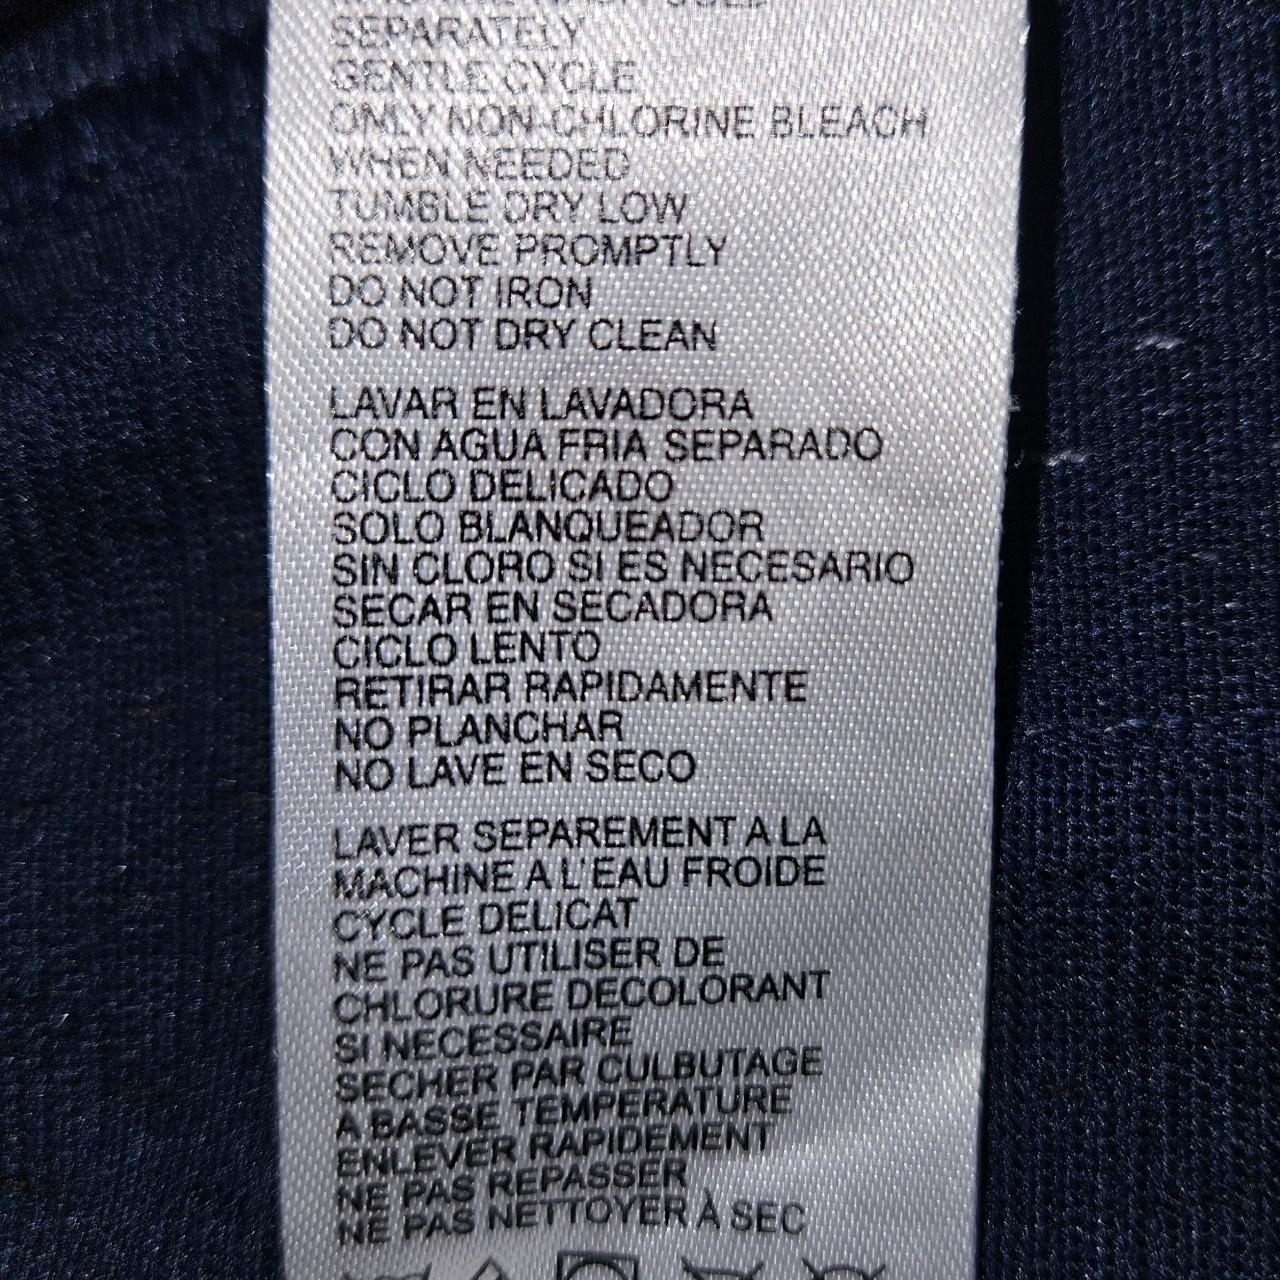 SEPARATELY
GENTLE CYCLE
ONLY NON-CHLORINE BLEACH
WHEN NEEDED
TUMBLE DRY LOW
REMOVE PROMPTLY
DO NOT IRON
DO NOT DRY CLEAN
LAVAR EN LAVADORA
CON AGUA FRIA SEPARADO
CICLO DELICADO
SOLO BLANQUEADOR
SIN CLORO SI ES NECESARIO
SECAR EN SECADORA
CICLO LENTO
RETIRAR RAPIDAMENTE
NO PLANCHAR
NO LAVE EN SECO
LAVER SEPAREMENT A LA
MACHINE A L'EAU FROIDE
CYCLE DELICAT
NE PAS UTILISER DE
CHLORURE DECOLORANT
SI NECESSAIRE
SECHER PAR CULBUTAGE
A BASSE TEMPERATURE
ENLEVER RAPIDEMENT
NE PAS REPASSER
NE PAS NETTOYER À SEC